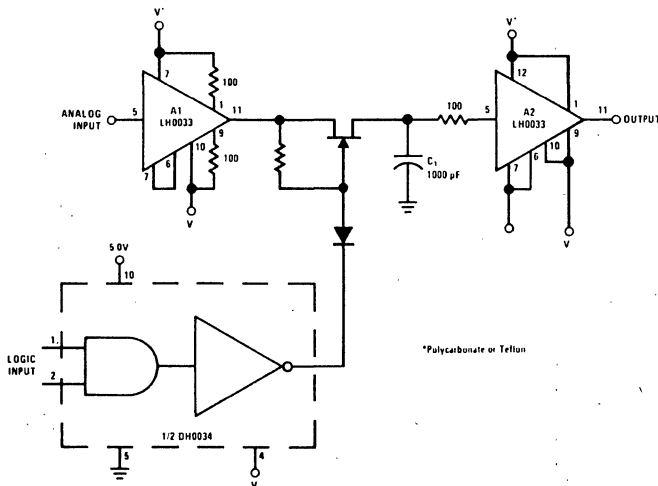 V+
7
100
A1
LH0033
1
ANALOG
INPUT
5
11
9
10
100
6
7
V
V+
12
A2
LH0033
1
100
5
11
OUTPUT
9
10
6
7
C1
1000 pF
V
5 0V
10
LOGIC
INPUT
1
2
1/2 DH0034
5
4
V
*Polycarbonate or Teflon